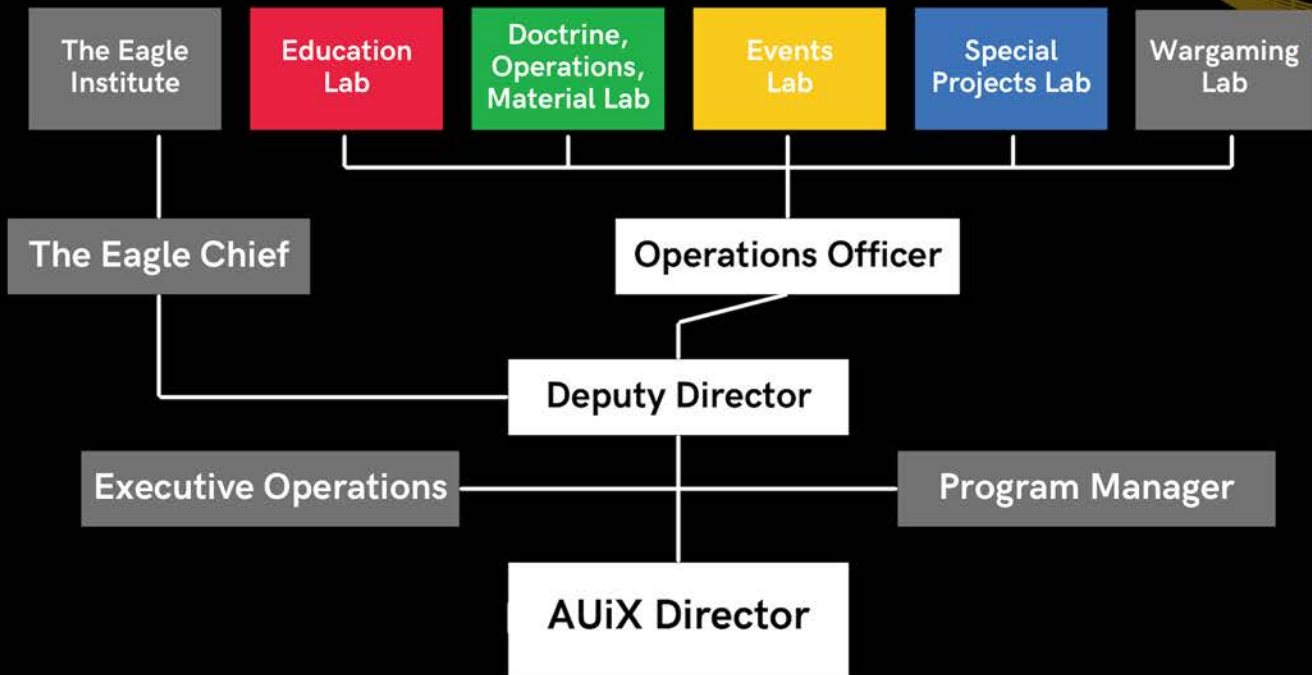 The Eagle
Institute
Education
Lab
Doctrine,
Operations,
Material Lab
Events
Lab
Special
Projects Lab
Wargaming
Lab
The Eagle Chief
Operations Officer
Deputy Director
Executive Operations
Program Manager
AUiX Director